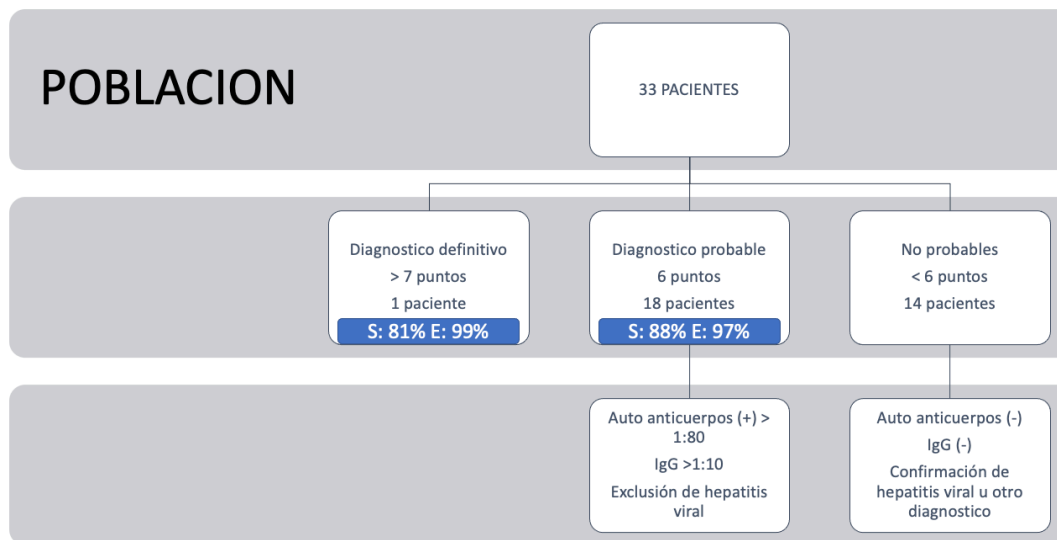 POBLACION
33 PACIENTES
Diagnostico definitivo
> 7 puntos
1 paciente
S: 81% E: 99%
Diagnostico probable
6 puntos
18 pacientes
S: 88% E: 97%
No probables
< 6 puntos
14 pacientes
Auto anticuerpos (+) >
1:80
IgG >1:10
Exclusión de hepatitis
viral
Auto anticuerpos (-)
IgG (-)
Confirmación de
hepatitis viral u otro
diagnostico